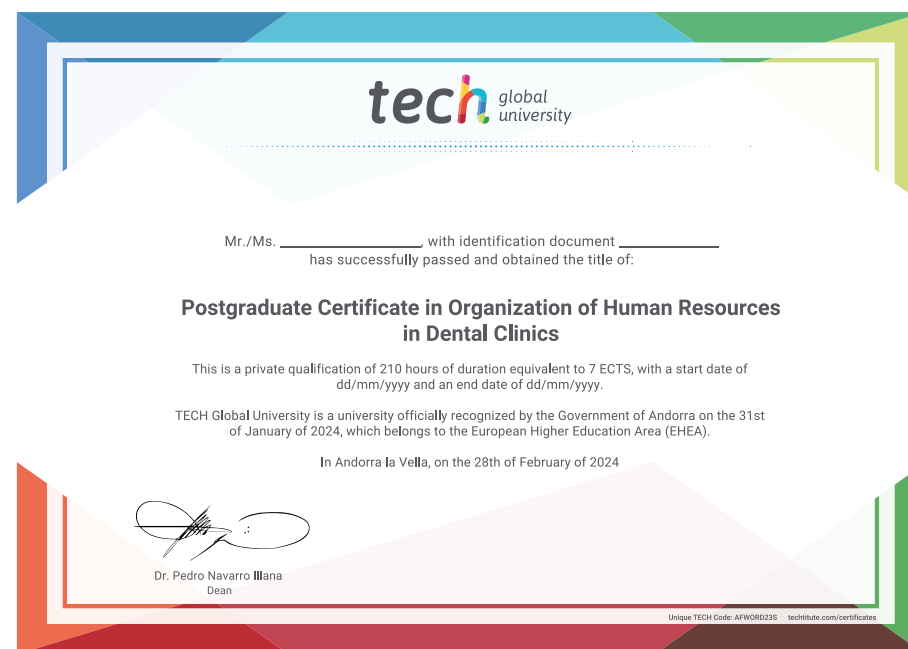 tech global
university
Mr./Ms. ____________, with identification document ____________
has successfully passed and obtained the title of:
Postgraduate Certificate in Organization of Human Resources
in Dental Clinics
This is a private qualification of 210 hours of duration equivalent to 7 ECTS, with a start date of
dd/mm/yyyy and an end date of dd/mm/yyyy.
TECH Global University is a university officially recognized by the Government of Andorra on the 31st
of January of 2024, which belongs to the European Higher Education Area (EHEA).
In Andorra la Vella, on the 28th of February of 2024
Dr. Pedro Navarro Illana
Dean
Unique TECH Code: AFWORD23S techtitute.com/certificates